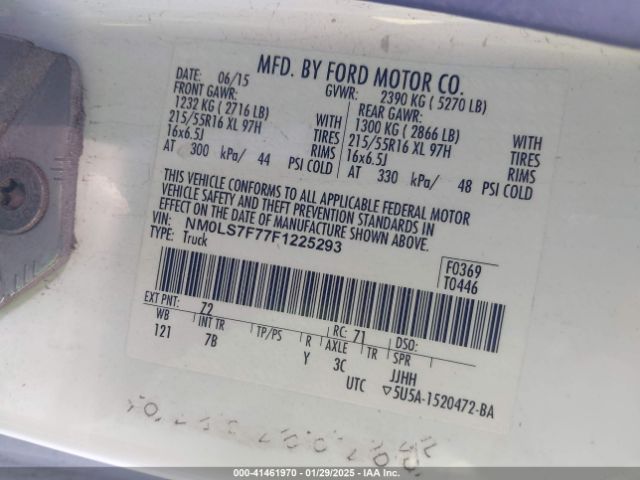 MFD. BY FORD MOTOR CO.
DATE: 06/15 GVWR: 2390 KG ( 5270 LB)
FRONT GAWR: REAR GAWR:
1232 KG ( 2716 LB) WITH 1300 KG ( 2866 LB) WITH
215/55R16 XL 97H TIRES 215/55R16 XL 97H TIRES
16x6.5J RIMS 16x6.5J RIMS
AT 300 kPa/ 44 PSI COLD AT 330 kPa/ 48 PSI COLD
THIS VEHICLE CONFORMS TO ALL APPLICABLE FEDERAL MOTOR
VEHICLE SAFETY AND THEFT PREVENTION STANDARDS IN
EFFECT ON THE DATE OF MANUFACTURE SHOWN ABOVE.
VIN: NM0LS7F77F1225293
TYPE: Truck
F0369
T0446
EXT PNT: 72 RC: 71 DSO:
WB INT TR TP/PS R AXLE TR SPR
121 7B Y 3C JJHH
UTC ▽5U5A-1520472-BA
000-41461970 - 01/29/2025 - IAA Inc.